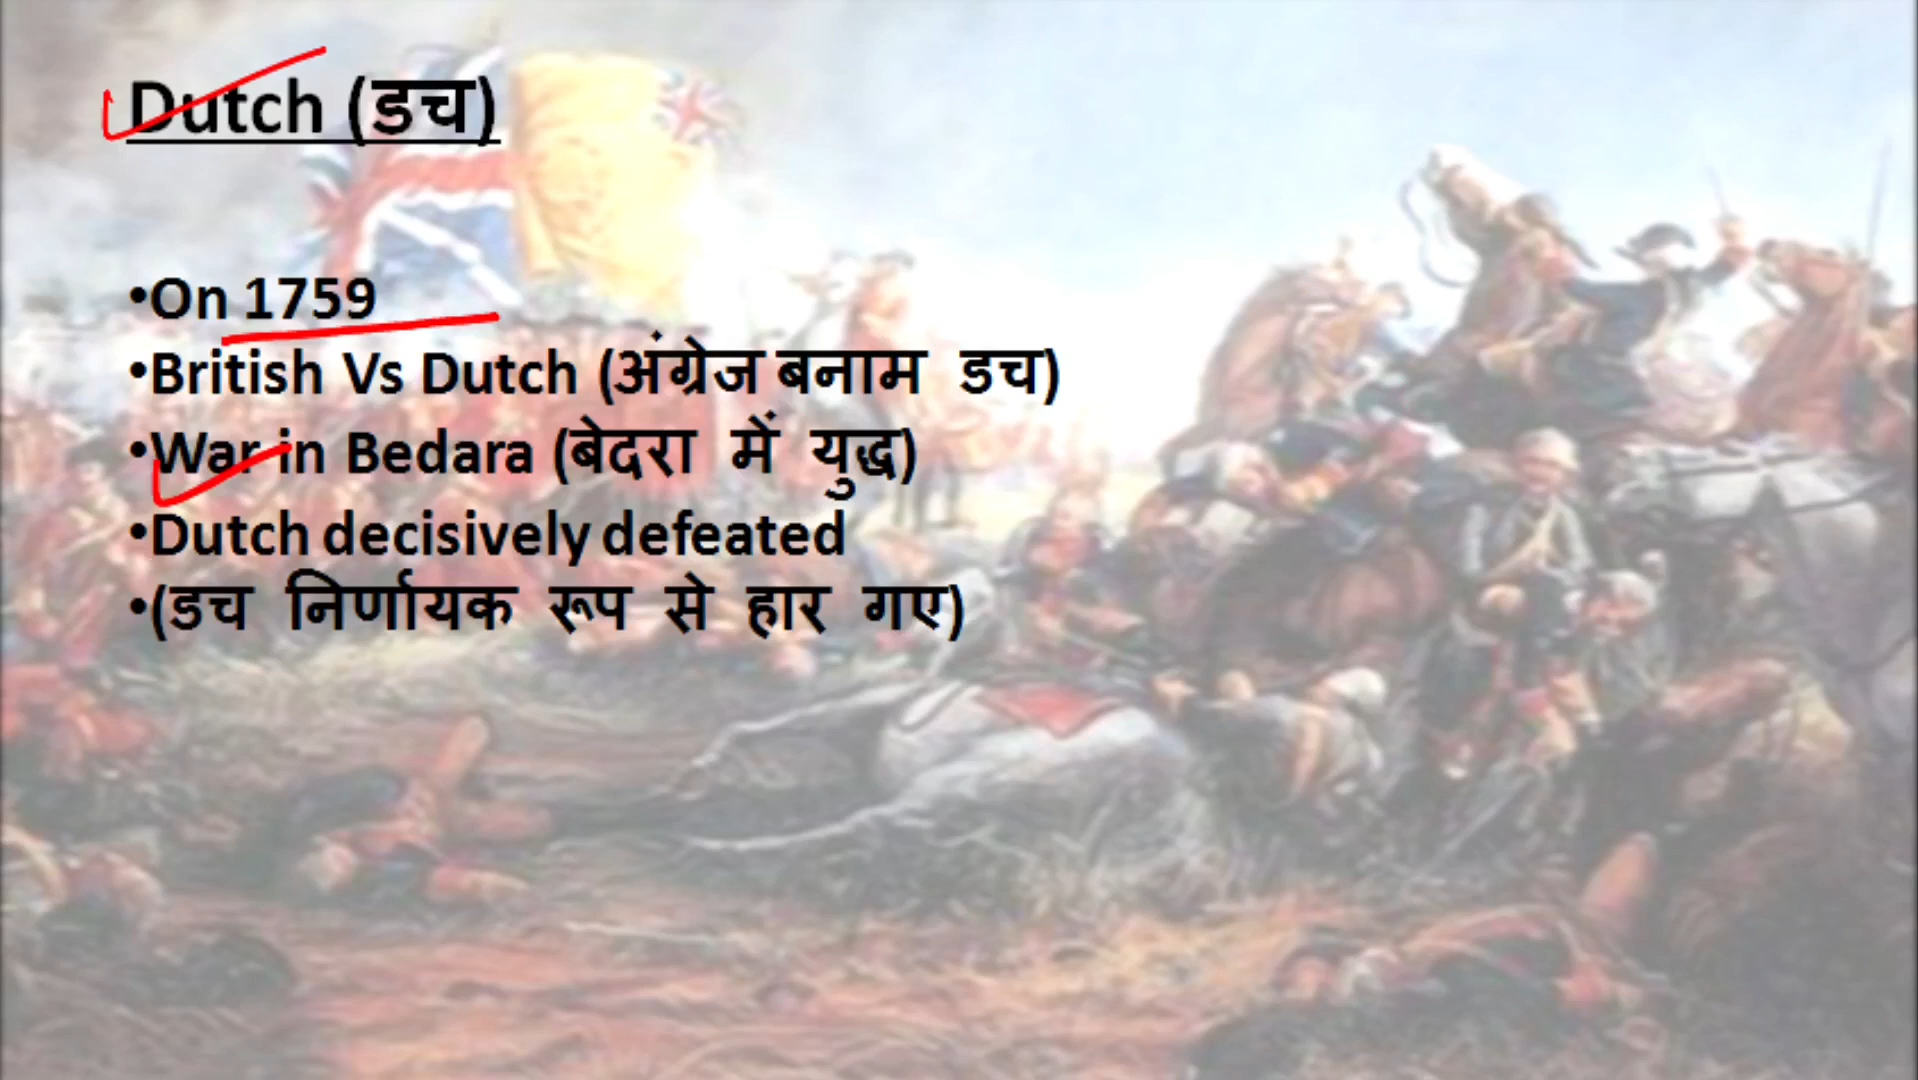 Dutch (डच)
•On 1759
•British Vs Dutch (अंग्रेज बनाम डच)
•War in Bedara (बेदरा में युद्ध)
•Dutch decisively defeated
•(डच निर्णायक रूप से हार गए)